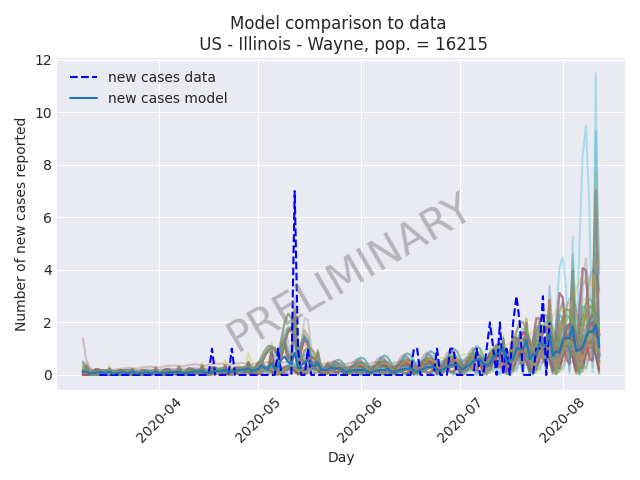 Model comparison to data
US - Illinois - Wayne, pop. = 16215
new cases data
new cases model
PRELIMINARY
Number of new cases reported
12
10
8
6
4
2
0
2020-04
2020-05
2020-06
2020-07
2020-08
Day